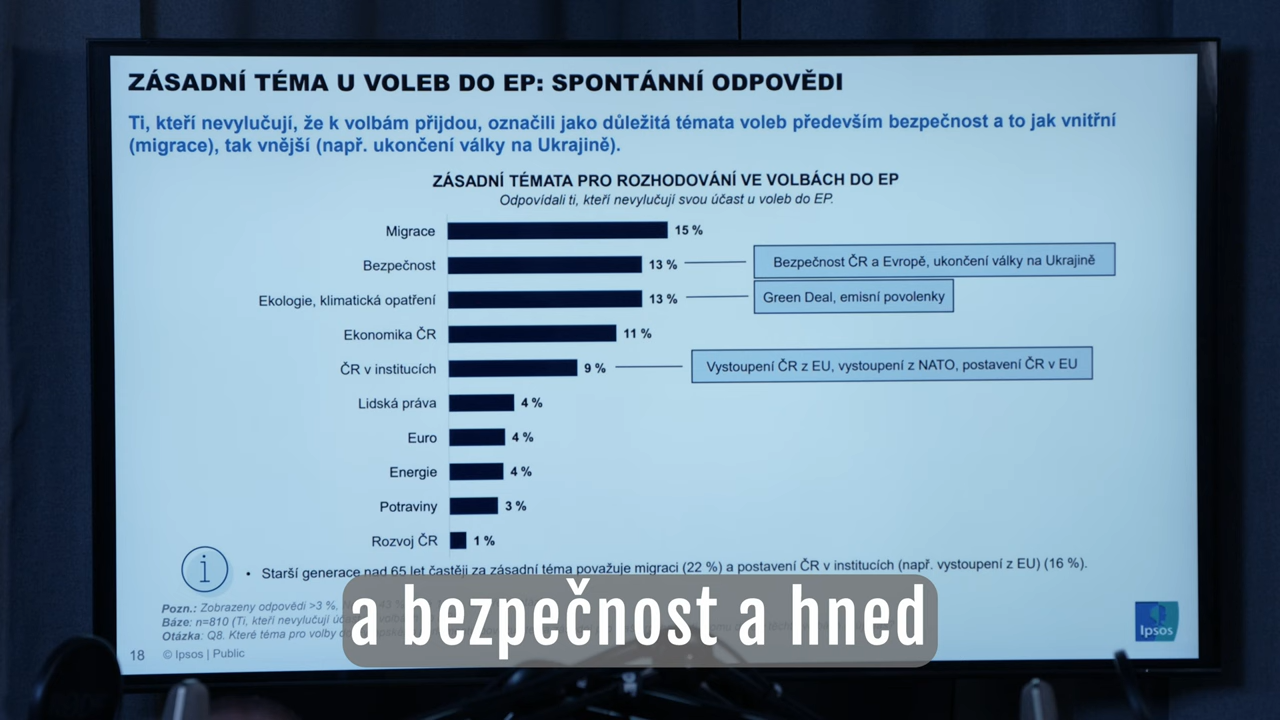 ZÁSADNÍ TÉMA U VOLEB DO EP: SPONTÁNNÍ ODPOVĚDI
Ti, kteří nevylučují, že k volbám přijdou, označili jako důležitá témata voleb především bezpečnost a to jak vnitřní
(migrace), tak vnější (např. ukončení války na Ukrajině).
ZÁSADNÍ TÉMATA PRO ROZHODOVÁNÍ VE VOLBÁCH DO EP
Odpovídali ti, kteří nevylučují svou účast u voleb do EP.
Migrace 15 %
Bezpečnost 13 % Bezpečnost ČR a Evropě, ukončení války na Ukrajině
Ekologie, klimatická opatření 13 % Green Deal, emisní povolenky
Ekonomika ČR 11 %
ČR v institucích 9 % Vystoupení ČR z EU, vystoupení z NATO, postavení ČR v EU
Lidská práva 4 %
Euro 4 %
Energie 4 %
Potraviny 3 %
Rozvoj ČR 1 %
i • Starší generace nad 65 let častěji za zásadní téma považuje migraci (22 %) a postavení ČR v institucích (např. vystoupení z EU) (16 %).
Pozn.: Zobrazeny odpovědi >3 %,
Báze: n=810 (Ti, kteří nevylučují
Otázka: Q8. Které téma pro volby
a bezpečnost a hned
Ipsos
18 © Ipsos | Public